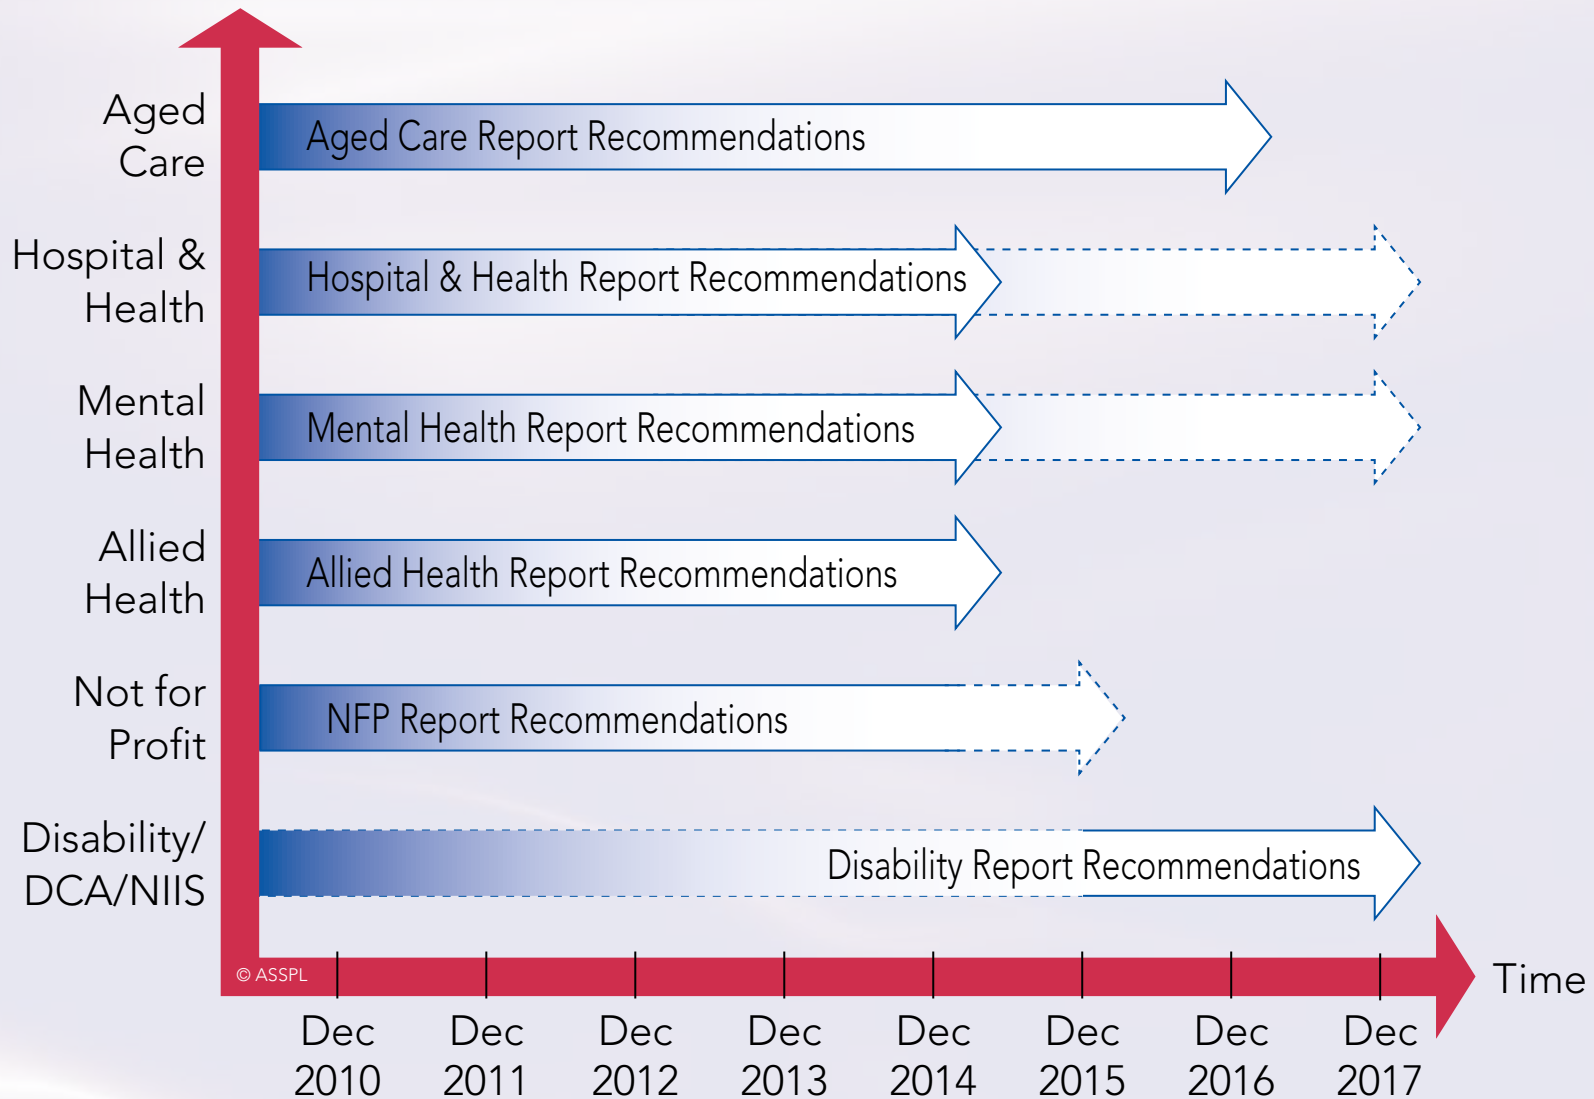 Aged
Care
Aged Care Report Recommendations
Hospital &
Health
Hospital & Health Report Recommendations
Mental
Health
Mental Health Report Recommendations
Allied
Health
Allied Health Report Recommendations
Not for
Profit
NFP Report Recommendations
Disability/
DCA/NIIS
Disability Report Recommendations
© ASSPL
Time
Dec Dec Dec Dec Dec Dec Dec Dec
2010 2011 2012 2013 2014 2015 2016 2017